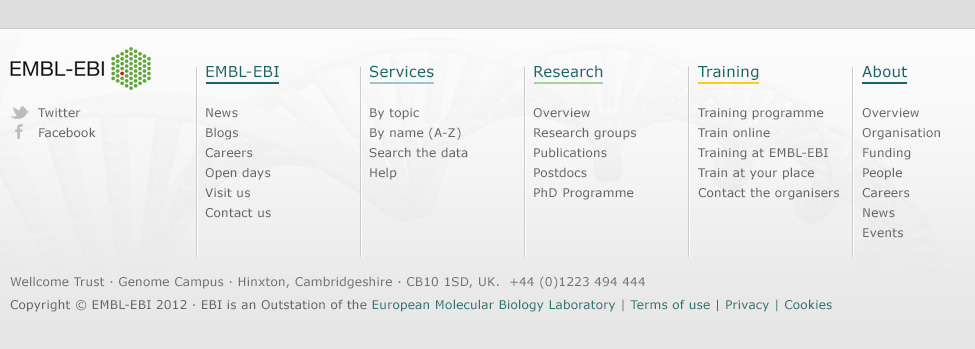 EMBL-EBI
Twitter
Facebook
EMBL-EBI
News
Blogs
Careers
Open days
Visit us
Contact us
Services
By topic
By name (A-Z)
Search the data
Help
Research
Overview
Research groups
Publications
Postdocs
PhD Programme
Training
Training programme
Train online
Training at EMBL-EBI
Train at your place
Contact the organisers
About
Overview
Organisation
Funding
People
Careers
News
Events
Wellcome Trust · Genome Campus · Hinxton, Cambridgeshire · CB10 1SD, UK. +44 (0)1223 494 444
Copyright © EMBL-EBI 2012 · EBI is an Outstation of the European Molecular Biology Laboratory | Terms of use | Privacy | Cookies